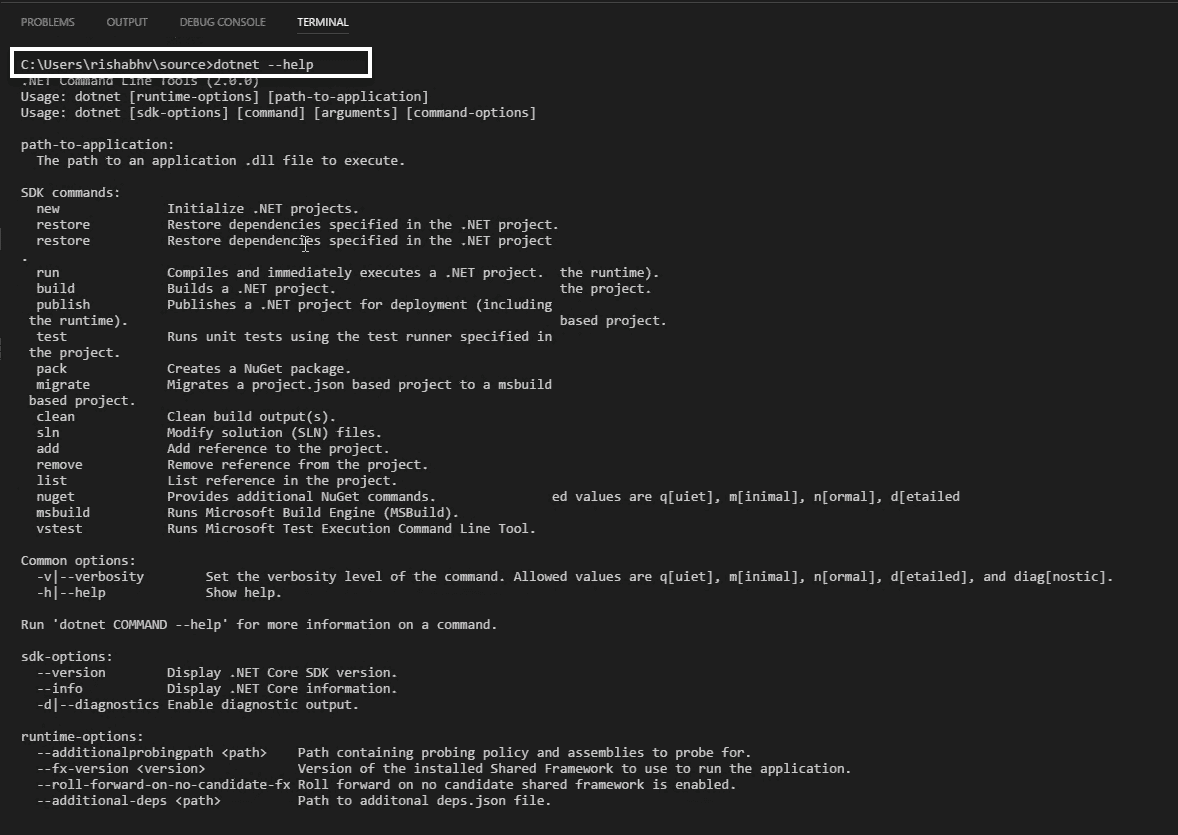 PROBLEMS OUTPUT DEBUG CONSOLE TERMINAL
C:\Users\rishabhv\source>dotnet --help
.NET Command Line Tools (2.0.0)
Usage: dotnet [runtime-options] [path-to-application]
Usage: dotnet [sdk-options] [command] [arguments] [command-options]
path-to-application:
The path to an application .dll file to execute.
SDK commands:
new Initialize .NET projects.
restore Restore dependencies specified in the .NET project.
restore Restore dependencies specified in the .NET project
.
run Compiles and immediately executes a .NET project. the runtime).
build Builds a .NET project. the project.
publish Publishes a .NET project for deployment (including
the runtime). based project.
test Runs unit tests using the test runner specified in
the project.
pack Creates a NuGet package.
migrate Migrates a project.json based project to a msbuild
based project.
clean Clean build output(s).
sln Modify solution (SLN) files.
add Add reference to the project.
remove Remove reference from the project.
list List reference in the project.
nuget Provides additional NuGet commands. ed values are q[uiet], m[inimal], n[ormal], d[etailed
msbuild Runs Microsoft Build Engine (MSBuild).
vstest Runs Microsoft Test Execution Command Line Tool.
Common options:
-v|--verbosity Set the verbosity level of the command. Allowed values are q[uiet], m[inimal], n[ormal], d[etailed], and diag[nostic].
-h|--help Show help.
Run 'dotnet COMMAND --help' for more information on a command.
sdk-options:
--version Display .NET Core SDK version.
--info Display .NET Core information.
-d|--diagnostics Enable diagnostic output.
runtime-options:
--additionalprobingpath <path> Path containing probing policy and assemblies to probe for.
--fx-version <version> Version of the installed Shared Framework to use to run the application.
--roll-forward-on-no-candidate-fx Roll forward on no candidate shared framework is enabled.
--additional-deps <path> Path to additonal deps.json file.